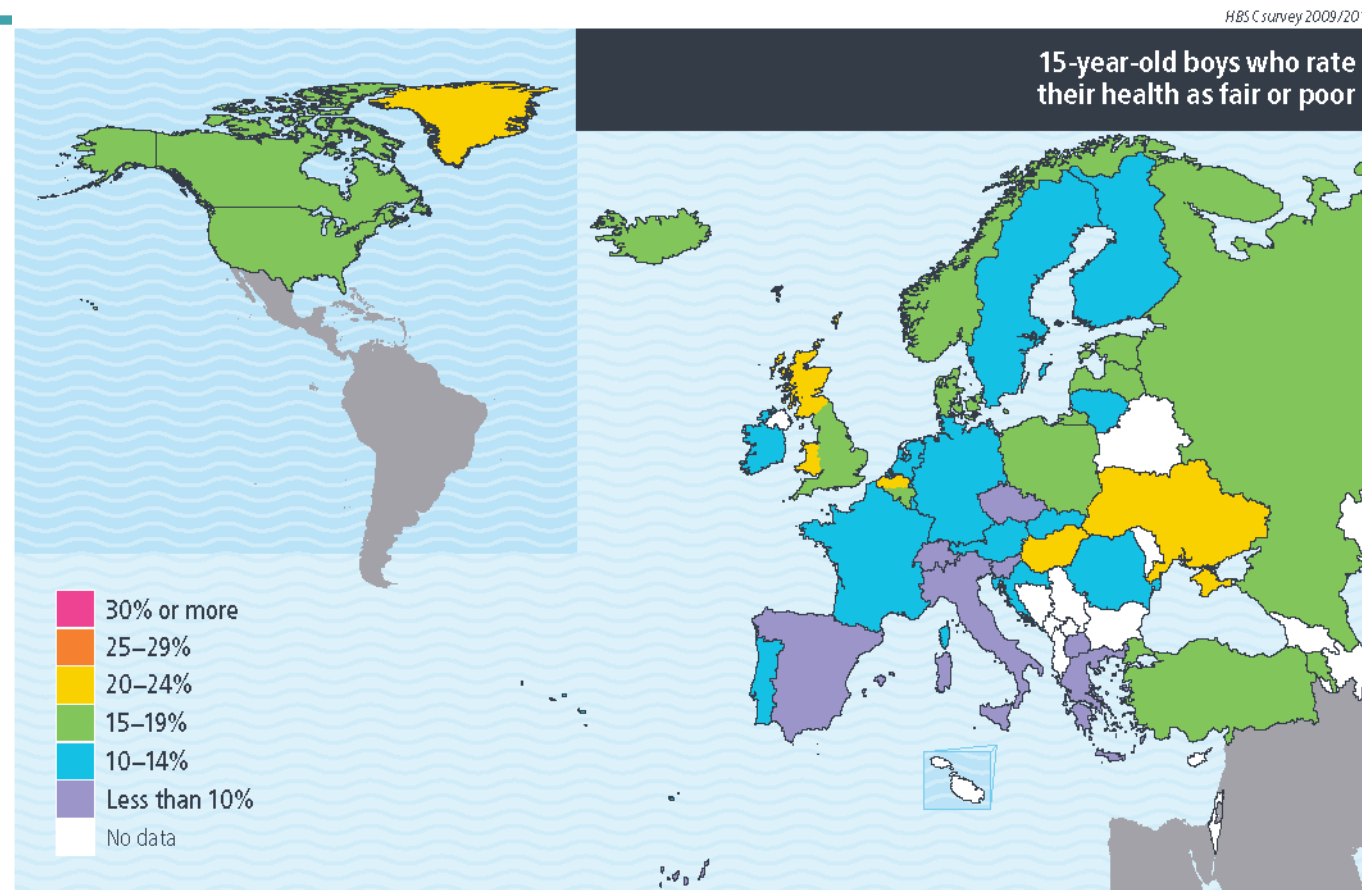 HBSC survey 2009/20
15-year-old boys who rate
their health as fair or poor
30% or more
25–29%
20–24%
15–19%
10–14%
Less than 10%
No data